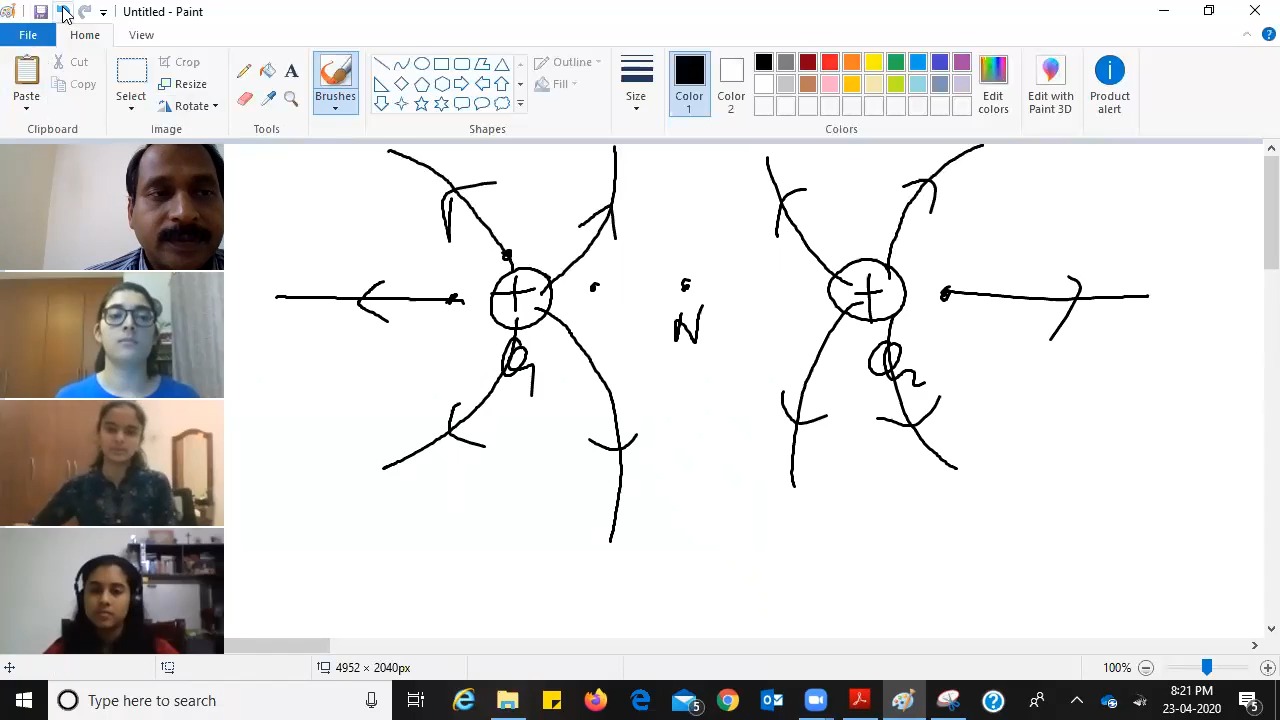 Untitled - Paint
File Home View
Cut
Copy
Paste
Clipboard
Crop
Resize
Rotate
Select
Image
A
Tools
Brushes
Outline
Fill
Shapes
Size
Color 1
Color 2
Edit colors
Colors
Edit with Paint 3D
Product alert
+ +
N
Q1 Q2
4952 × 2040px 100%
Type here to search
5
8:21 PM
23-04-2020
5